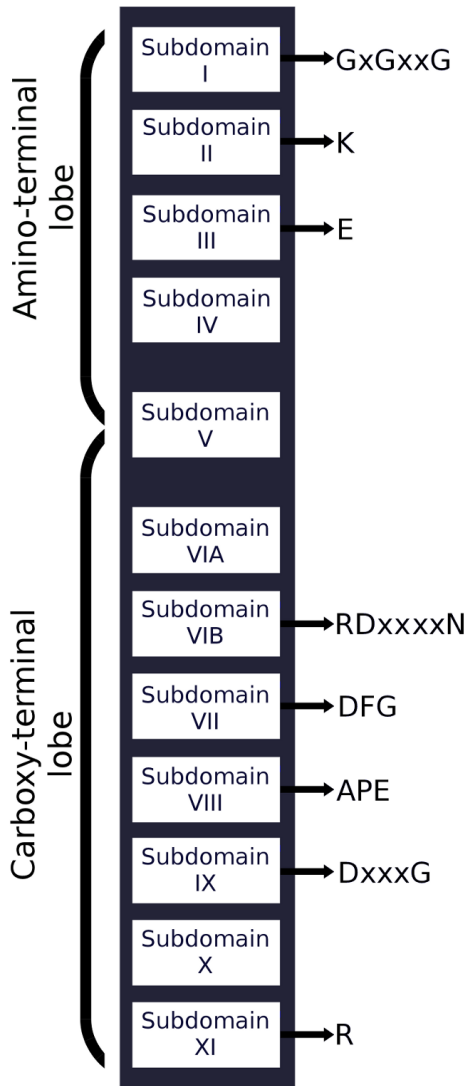 Amino-terminal
lobe
Carboxy-terminal
lobe
Subdomain
I
GxGxxG
Subdomain
II
K
Subdomain
III
E
Subdomain
IV
Subdomain
V
Subdomain
VIA
Subdomain
VIB
RDxxxxN
Subdomain
VII
DFG
Subdomain
VIII
APE
Subdomain
IX
DxxxG
Subdomain
X
Subdomain
XI
R